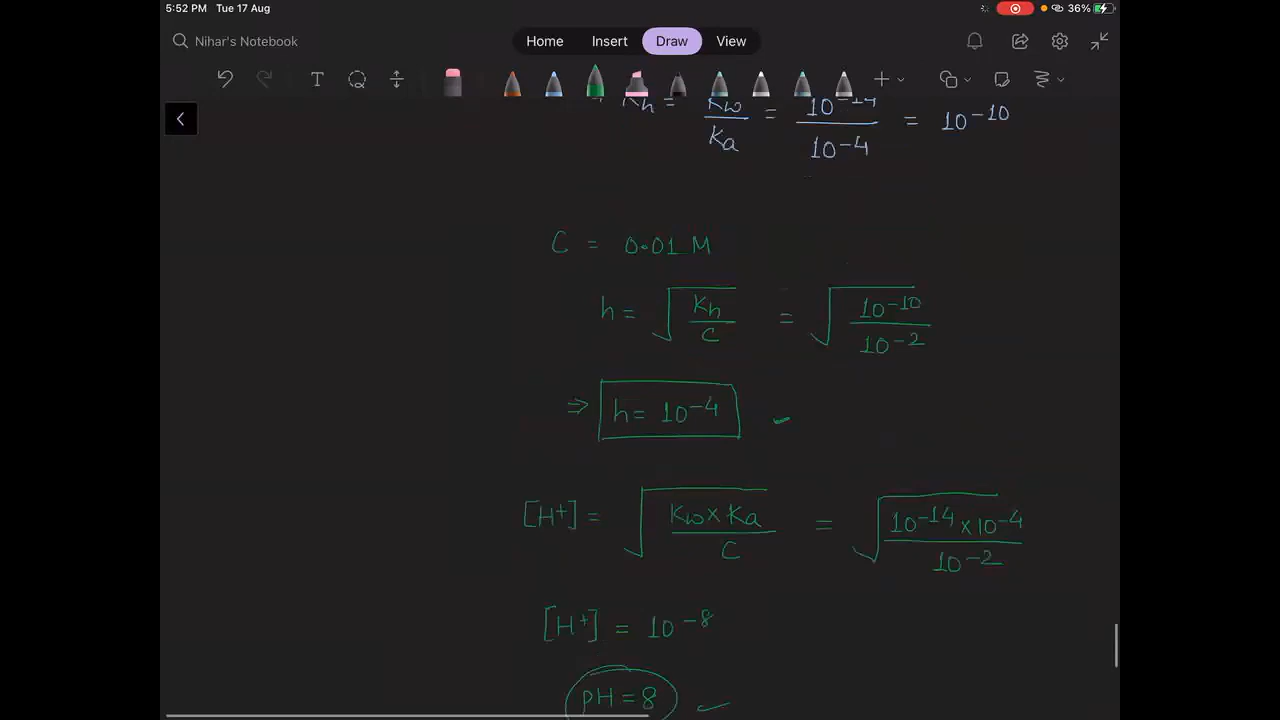 5:52 PM Tue 17 Aug 36%
Nihar's Notebook Home Insert Draw View
Kh = Kw/Ka = 10⁻¹⁴/10⁻⁴ = 10⁻¹⁰
C = 0.01 M
h = √(Kh/C) = √(10⁻¹⁰/10⁻²)
⇒ h = 10⁻⁴
[H⁺] = √(Kw × Ka/C) = √(10⁻¹⁴ × 10⁻⁴/10⁻²)
[H⁺] = 10⁻⁸
pH = 8